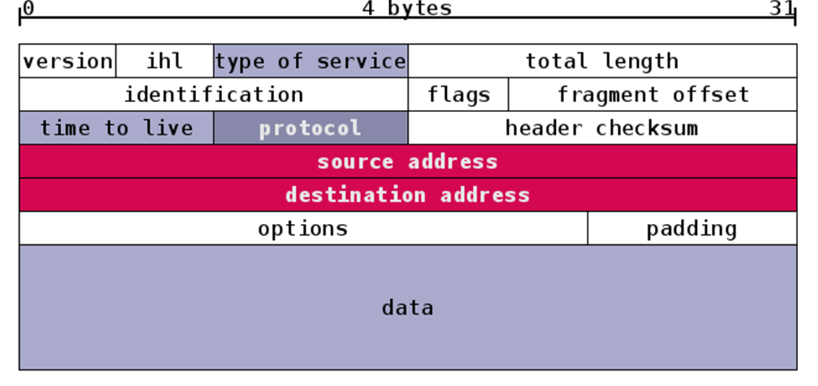 0 4 bytes 31
version ihl type of service total length
identification flags fragment offset
time to live protocol header checksum
source address
destination address
options padding
data